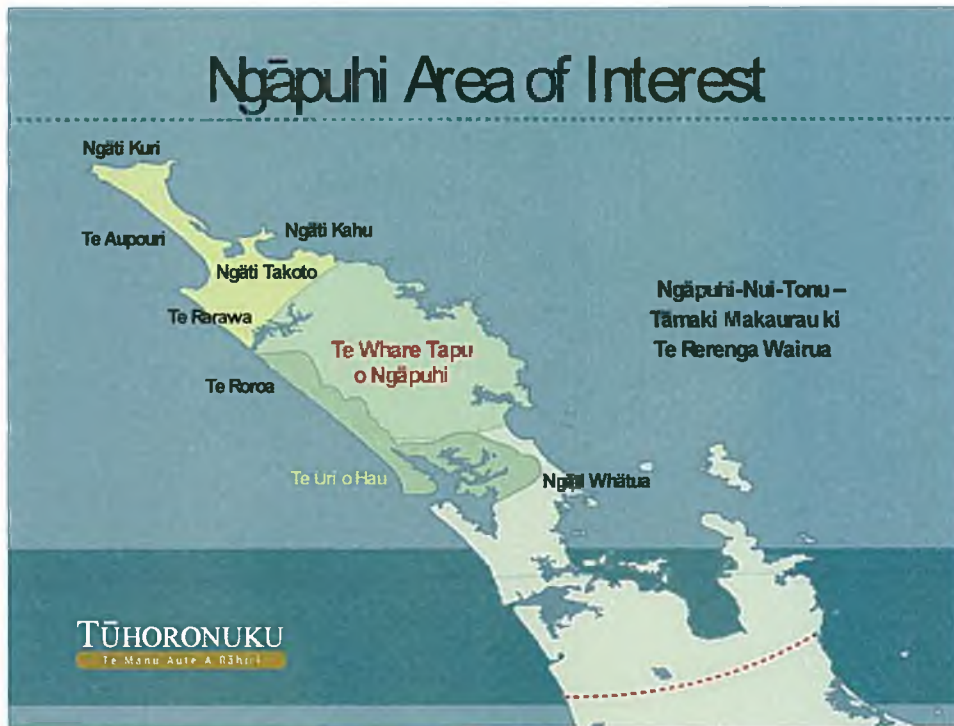 Ngāpuhi Area of Interest
Ngāti Kuri
Ngāti Kahu
Te Aupouri
Ngāti Takoto
Te Rarawa
Te Roroa
Te Whare Tapu
o Ngāpuhi
Ngāpuhi-Nui-Tonu –
Tāmaki Makaurau ki
Te Rerenga Wairua
Te Uri o Hau
Whātua
TŪHORONUKU
Te Manu Aute A Rāhiri